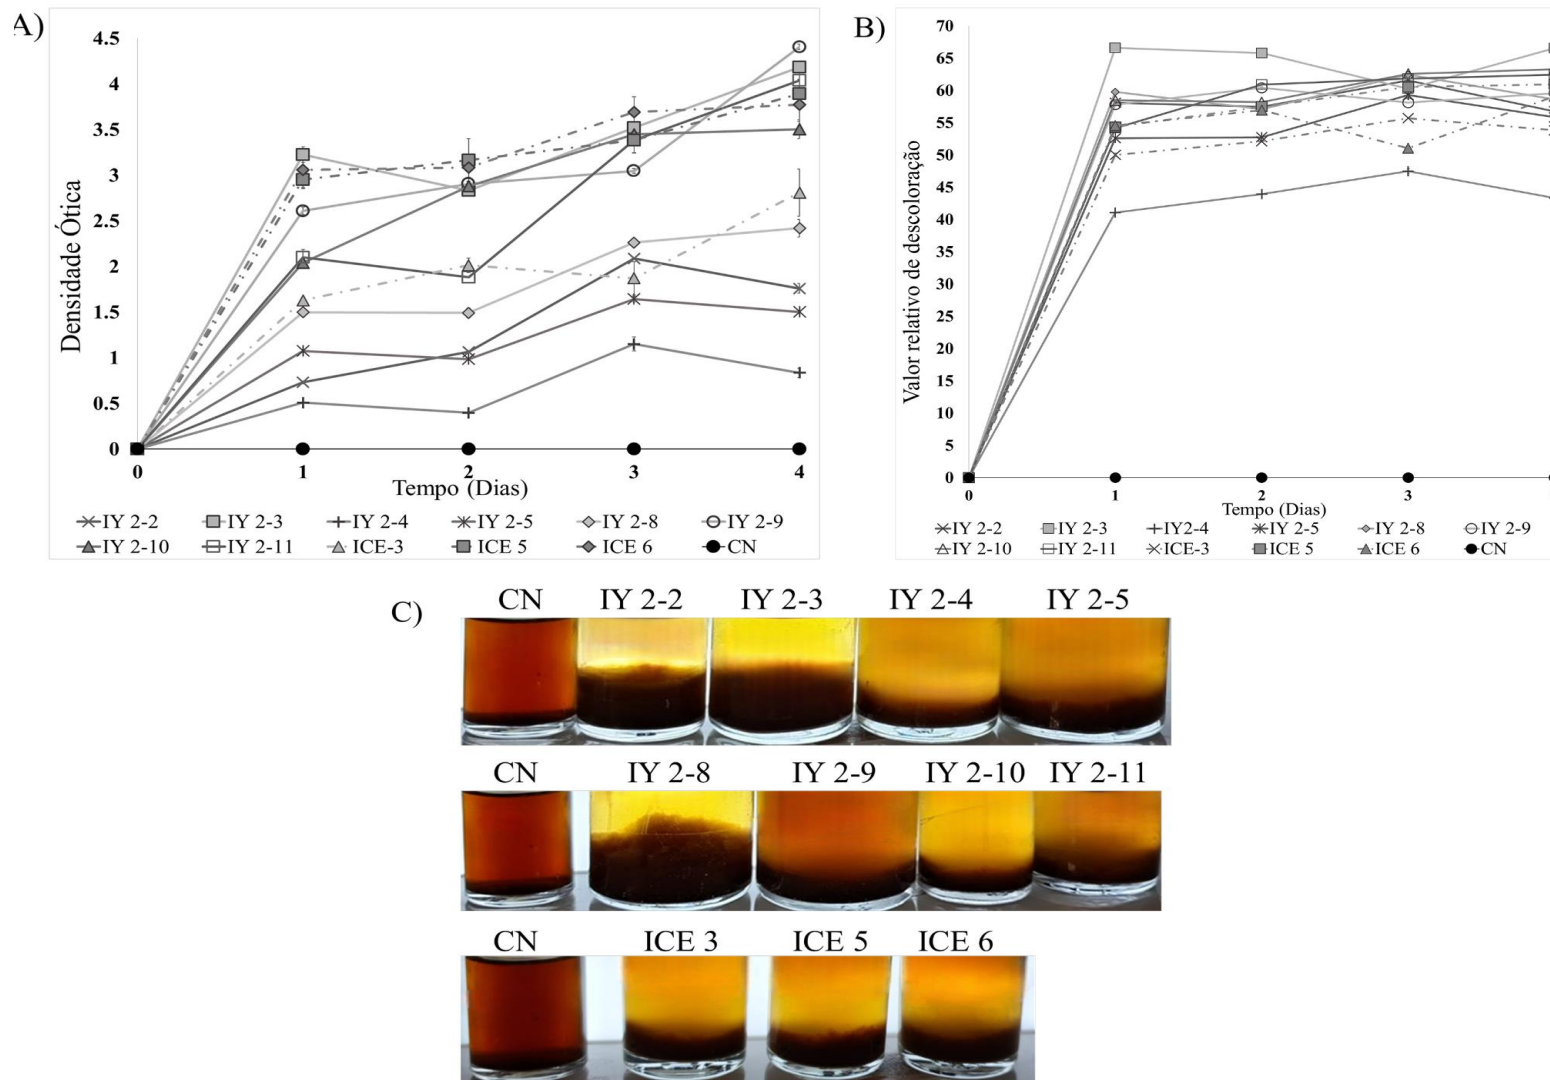 A)
Densidade Ótica
4.5
4
3.5
3
2.5
2
1.5
1
0.5
0
0 1 2 3 4
Tempo (Dias)
IY 2-2 IY 2-3 IY 2-4 IY 2-5 IY 2-8 IY 2-9
IY 2-10 IY 2-11 ICE-3 ICE 5 ICE 6 CN
B)
Valor relativo de descoloração
70
65
60
55
50
45
40
35
30
25
20
15
10
5
0
0 1 2 3
Tempo (Dias)
IY 2-2 IY 2-3 IY2-4 IY 2-5 IY 2-8 IY 2-9
IY 2-10 IY 2-11 ICE-3 ICE 5 ICE 6 CN
C)
CN IY 2-2 IY 2-3 IY 2-4 IY 2-5
CN IY 2-8 IY 2-9 IY 2-10 IY 2-11
CN ICE 3 ICE 5 ICE 6